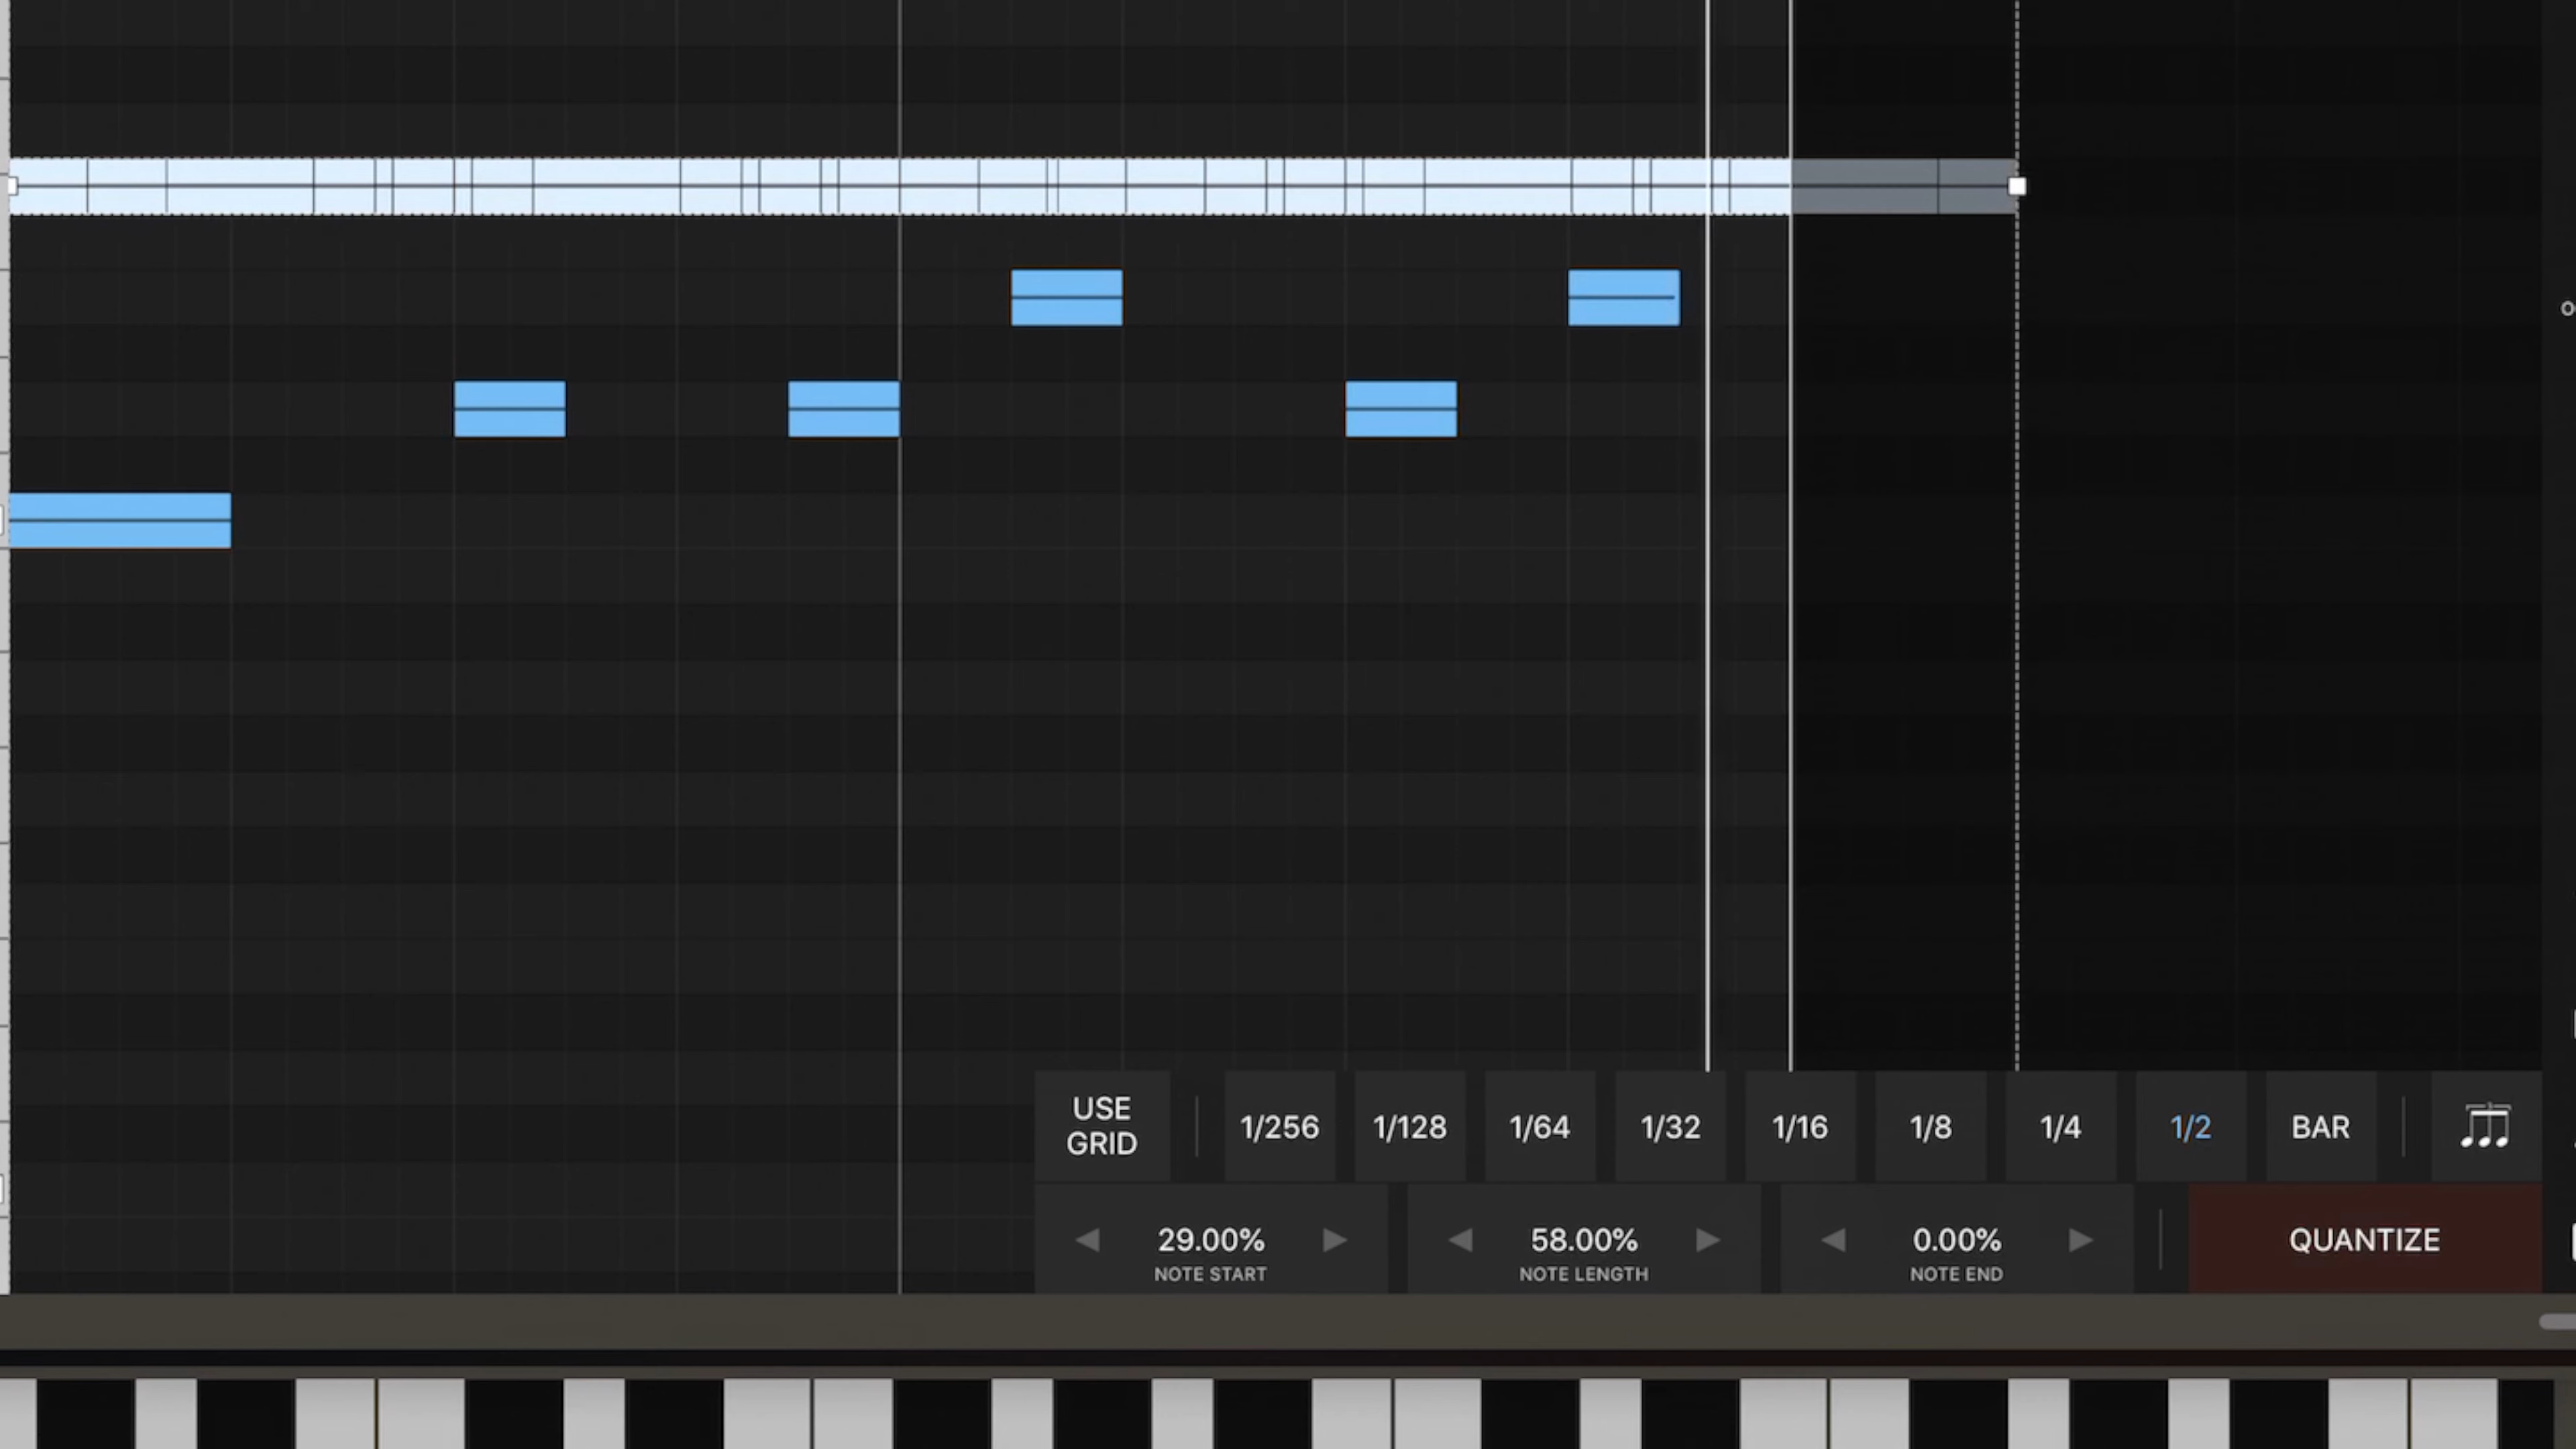 USE
GRID
1/256
1/128
1/64
1/32
1/16
1/8
1/4
1/2
BAR
29.00%
NOTE START
58.00%
NOTE LENGTH
0.00%
NOTE END
QUANTIZE